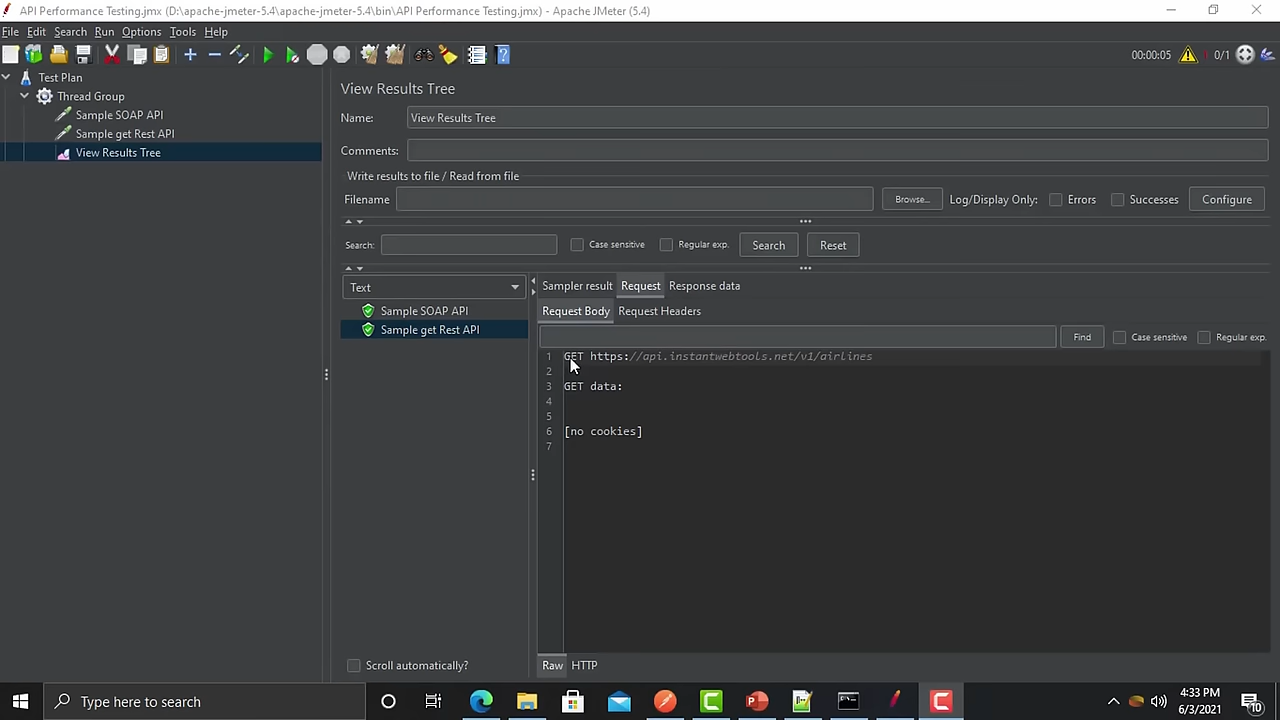 API Performance Testing.jmx (D:\apache-jmeter-5.4\apache-jmeter-5.4\bin\API Performance Testing.jmx) - Apache JMeter (5.4)
File Edit Search Run Options Tools Help
00:00:05 0/1
Test Plan
Thread Group
Sample SOAP API
Sample get Rest API
View Results Tree
View Results Tree
Name: View Results Tree
Comments:
Write results to file / Read from file
Filename Browse... Log/Display Only: Errors Successes Configure
Search: Case sensitive Regular exp. Search Reset
Text
Sample SOAP API
Sample get Rest API
Scroll automatically?
Sampler result Request Response data
Request Body Request Headers
Find Case sensitive Regular exp.
1 GET https://api.instantwebtools.net/v1/airlines
2
3 GET data:
4
5
6 [no cookies]
7
Raw HTTP
Type here to search
4:33 PM
6/3/2021
10